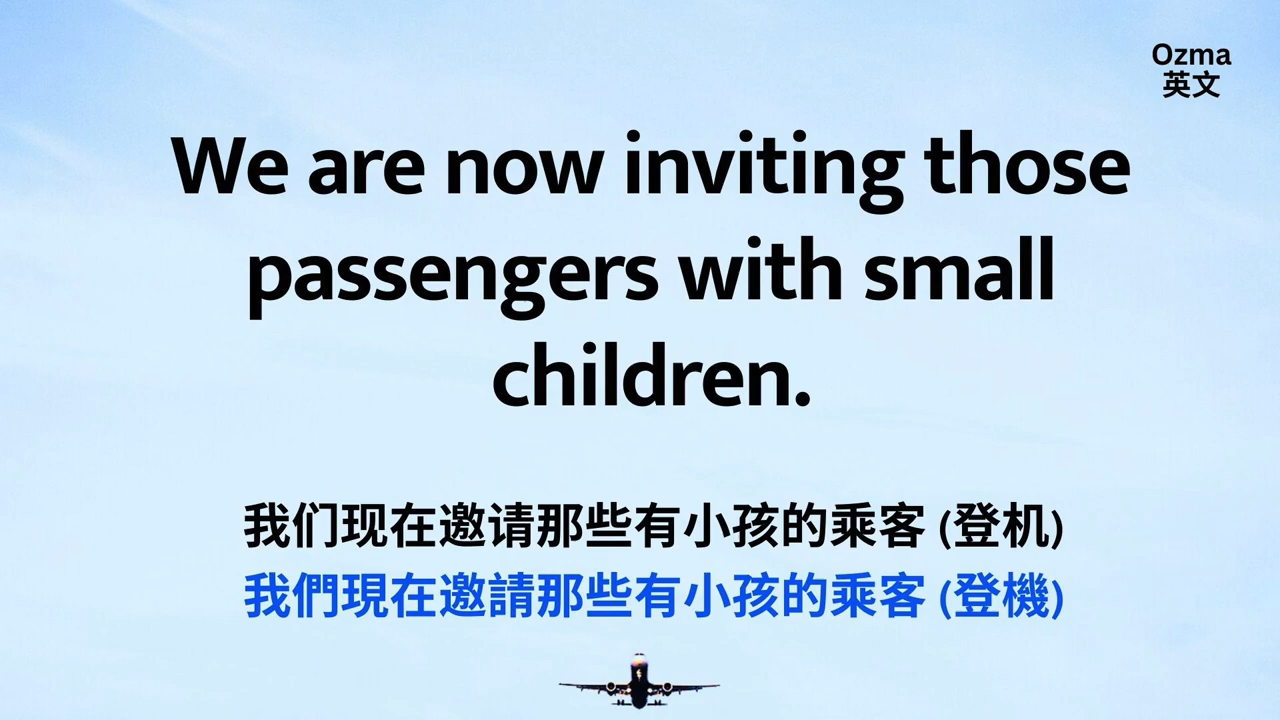 Ozma
英文
We are now inviting those
passengers with small
children.
我们现在邀请那些有小孩的乘客 (登机)
我們現在邀請那些有小孩的乘客 (登機)